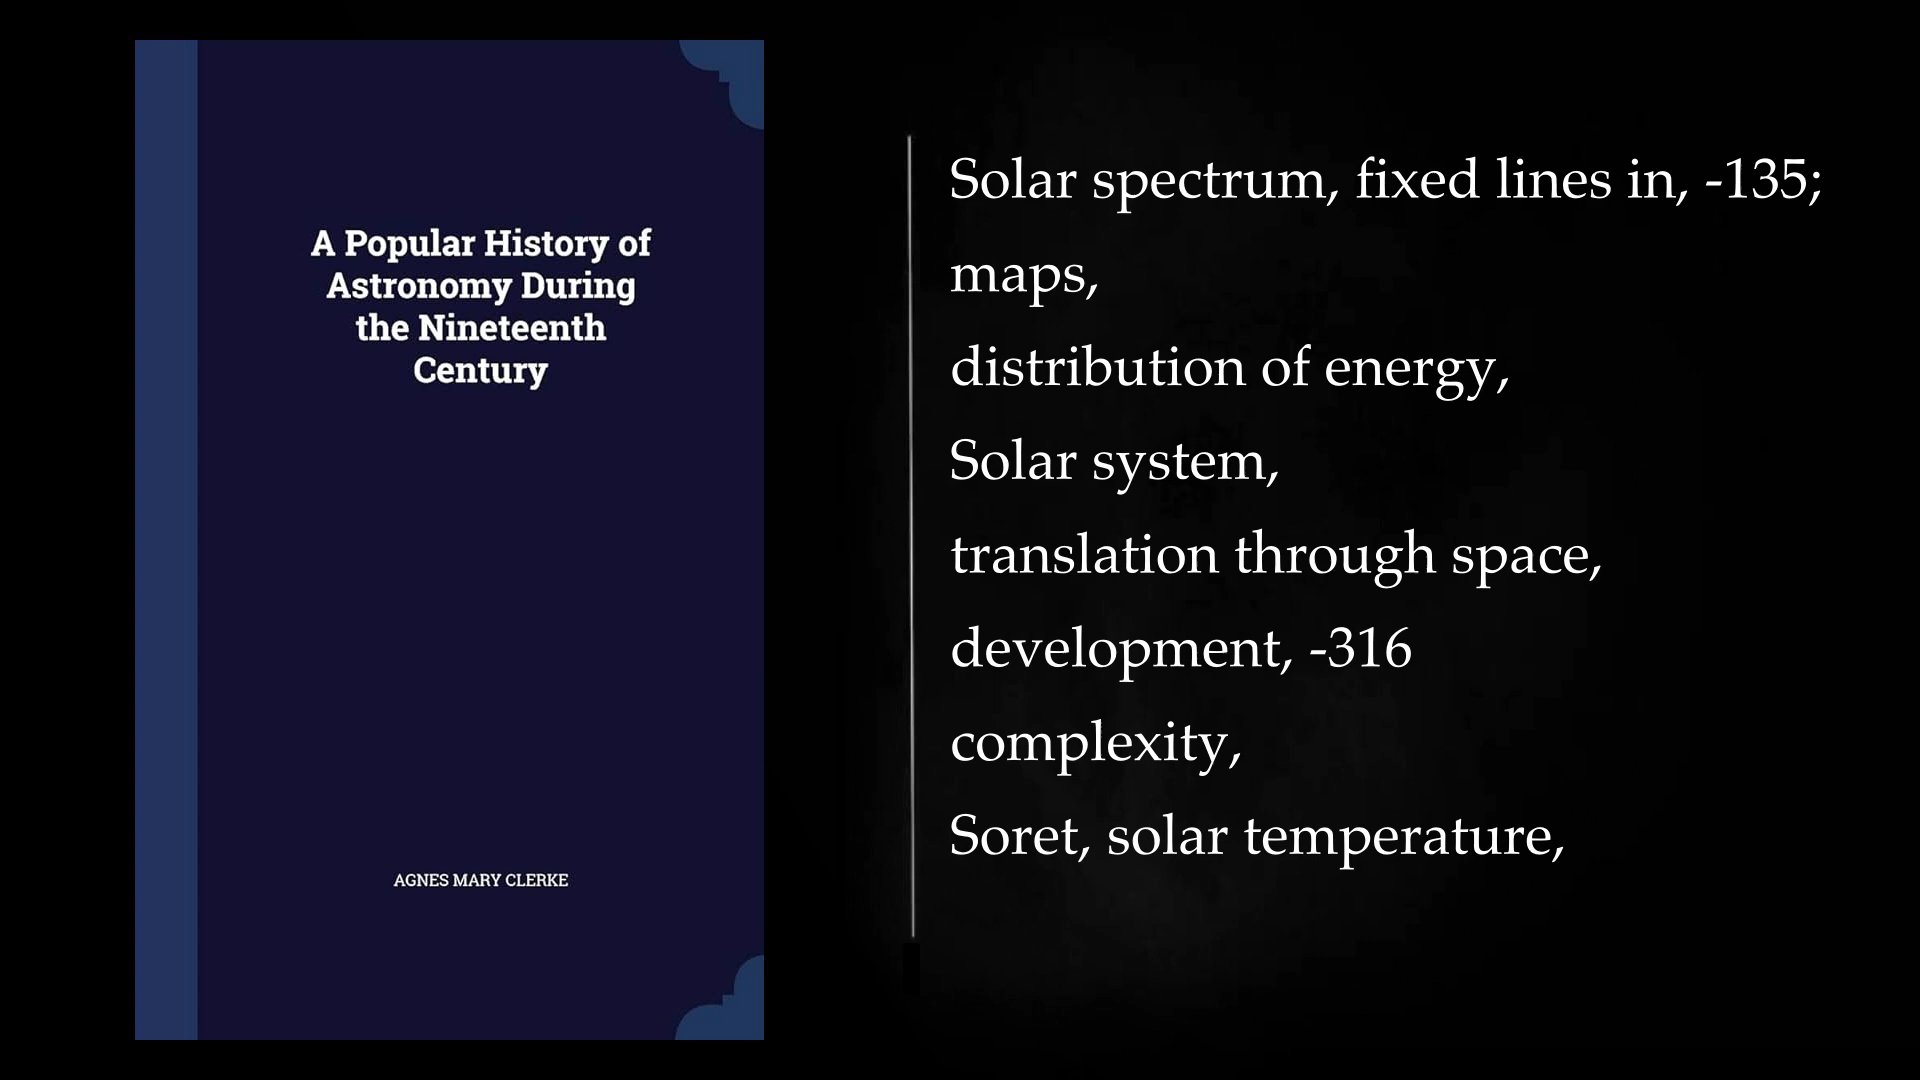 A Popular History of
Astronomy During
the Nineteenth
Century
AGNES MARY CLERKE
Solar spectrum, fixed lines in, -135;
maps,
distribution of energy,
Solar system,
translation through space,
development, -316
complexity,
Soret, solar temperature,